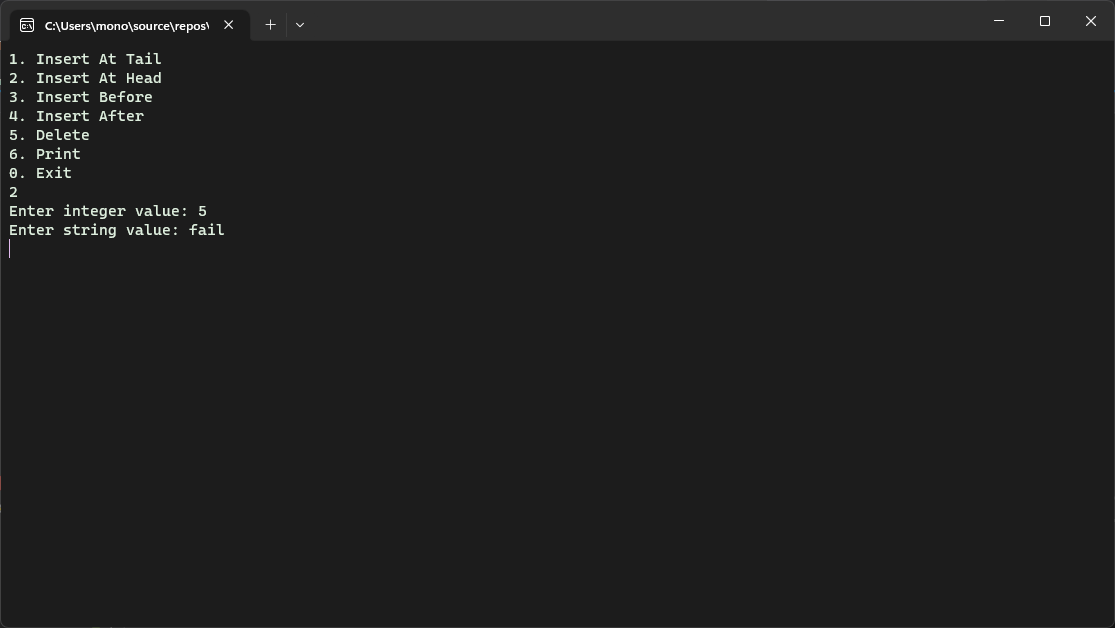 C:\Users\mono\source\repos\
1. Insert At Tail
2. Insert At Head
3. Insert Before
4. Insert After
5. Delete
6. Print
0. Exit
2
Enter integer value: 5
Enter string value: fail